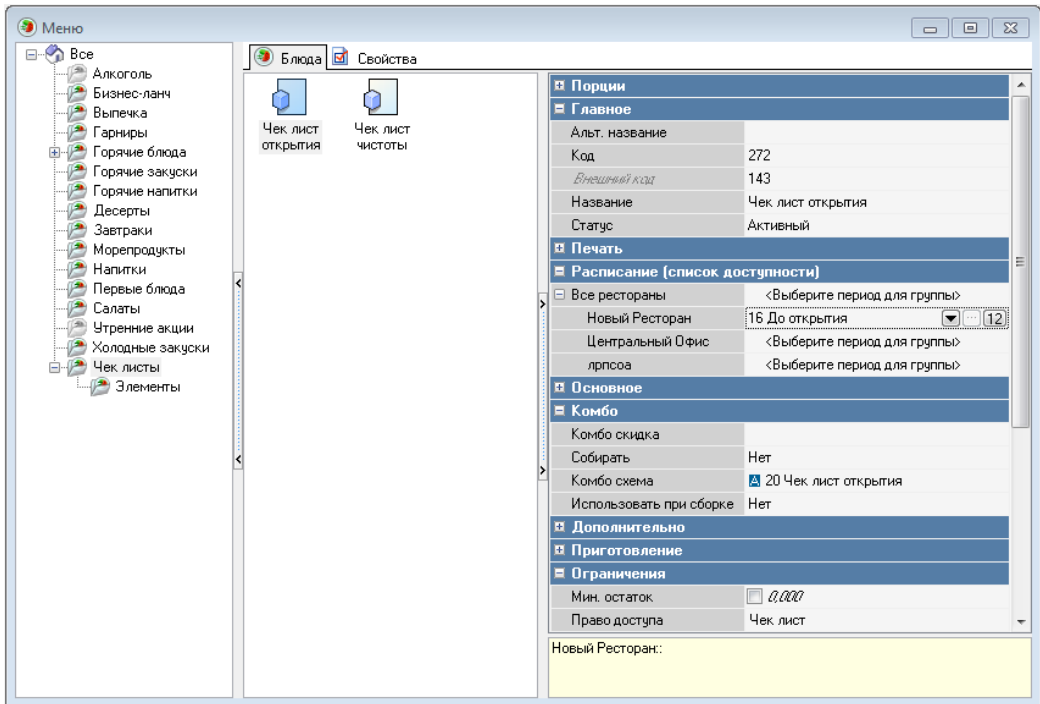 Меню
Все
Алкоголь
Бизнес-ланч
Выпечка
Гарниры
Горячие блюда
Горячие закуски
Горячие напитки
Десерты
Завтраки
Морепродукты
Напитки
Первые блюда
Салаты
Утренние акции
Холодные закуски
Чек листы
Элементы
Блюда Свойства
Чек лист открытия
Чек лист чистоты
Порции
Главное
Альт. название
Код 272
Внешний код 143
Название Чек лист открытия
Статус Активный
Печать
Расписание (список доступности)
Все рестораны <Выберите период для группы>
Новый Ресторан 16 До открытия 12
Центральный Офис <Выберите период для группы>
лрпсоа <Выберите период для группы>
Основное
Комбо
Комбо скидка
Собирать Нет
Комбо схема A 20 Чек лист открытия
Использовать при сборке Нет
Дополнительно
Приготовление
Ограничения
Мин. остаток 0,000
Право доступа Чек лист
Новый Ресторан::